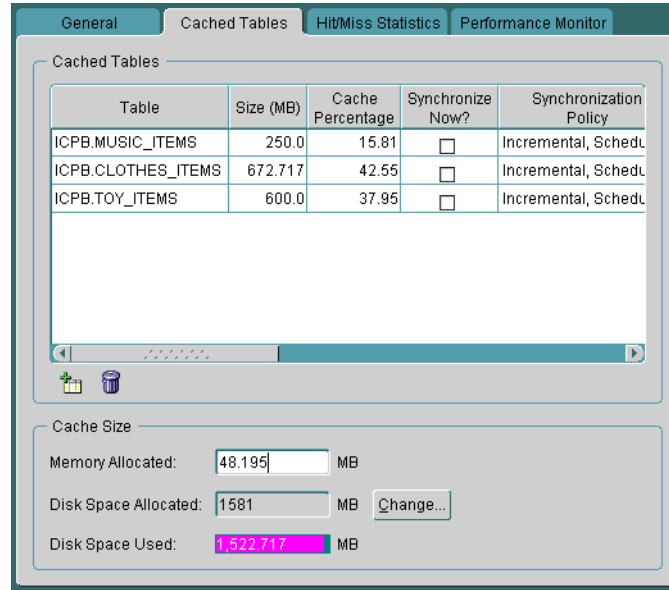 General Cached Tables Hit/Miss Statistics Performance Monitor
Cached Tables
Table Size (MB) Cache Percentage Synchronize Now? Synchronization Policy
ICPB.MUSIC_ITEMS 250.0 15.81 Incremental, Schedu
ICPB.CLOTHES_ITEMS 672.717 42.55 Incremental, Schedu
ICPB.TOY_ITEMS 600.0 37.95 Incremental, Schedu
Cache Size
Memory Allocated: 48.195 MB
Disk Space Allocated: 1581 MB Change...
Disk Space Used: 1,522.717 MB